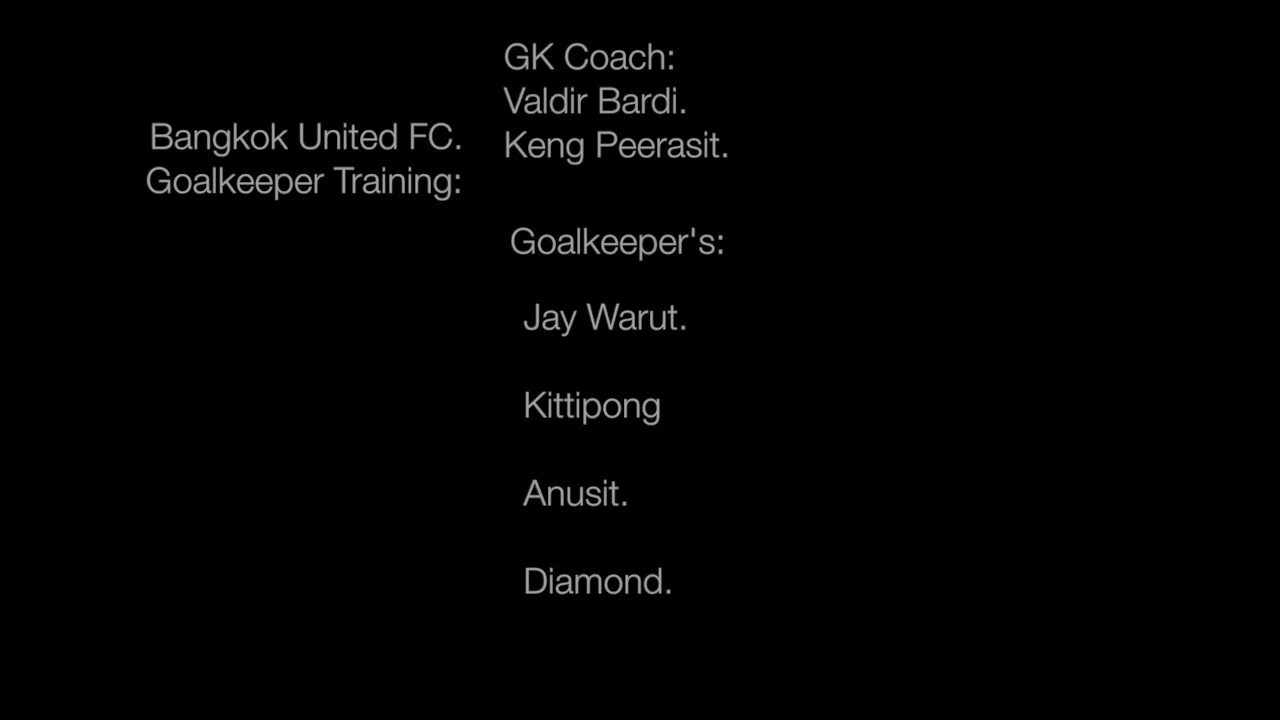 Bangkok United FC.
Goalkeeper Training:
GK Coach:
Valdir Bardi.
Keng Peerasit.
Goalkeeper's:
Jay Warut.
Kittipong
Anusit.
Diamond.